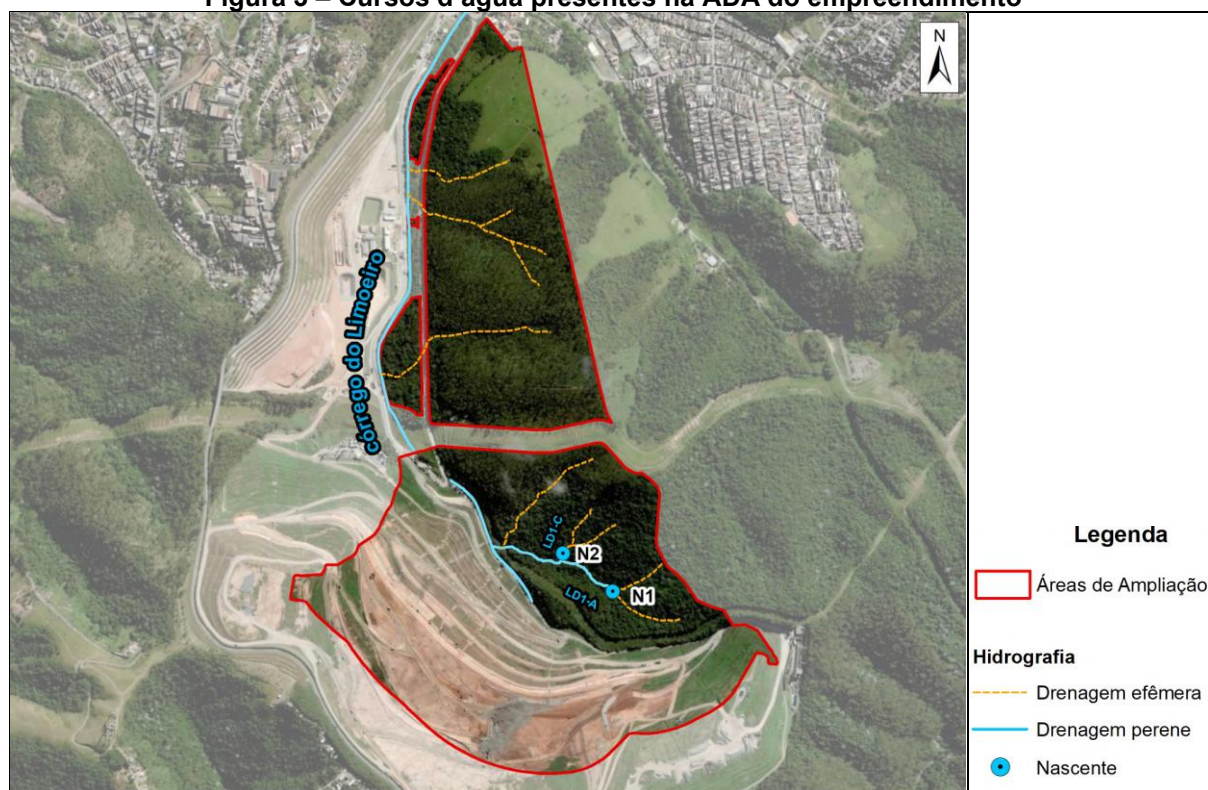 Figura 5 – Cursos d'água presentes na ADA do empreendimento
N
córrego do Limoeiro
LD1-C
N2
LD1-A
N1
Legenda
Áreas de Ampliação
Hidrografia
Drenagem efêmera
Drenagem perene
Nascente